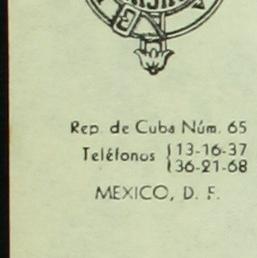 Rep. de Cuba Núm. 65
Teléfonos {13-16-37
{36-21-68
MEXICO, D. F.